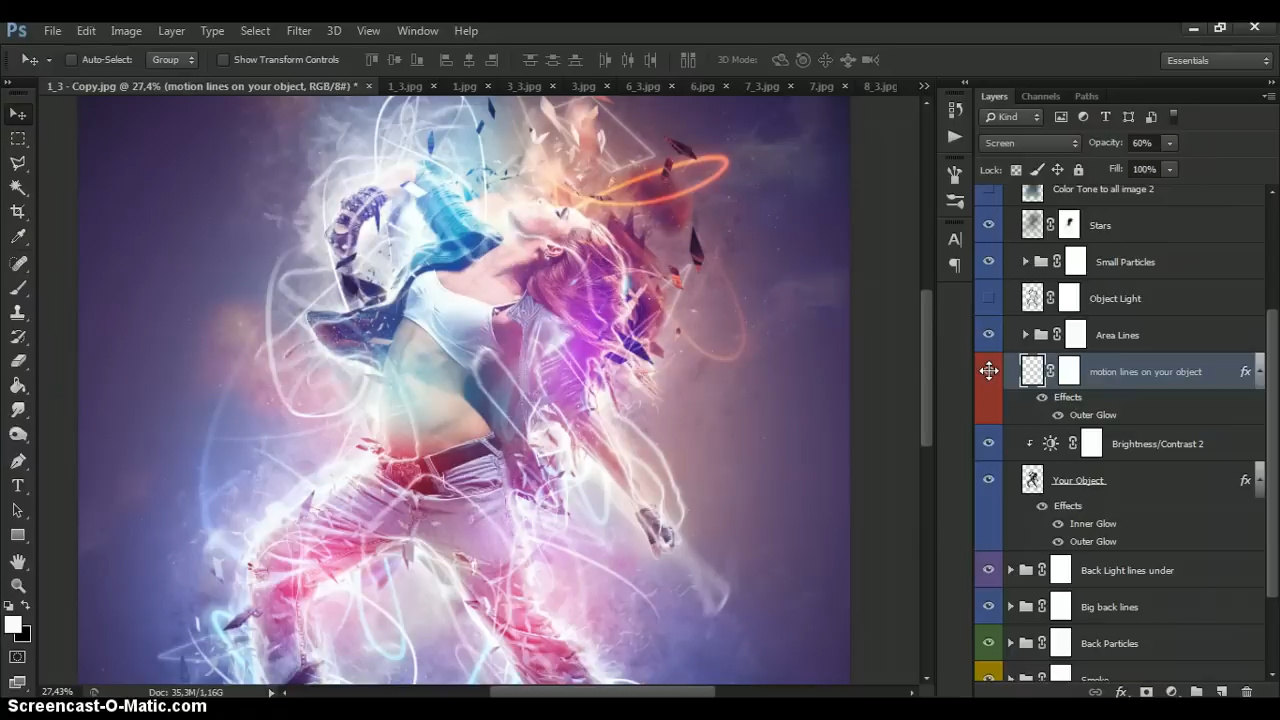 Ps File Edit Image Layer Type Select Filter 3D View Window Help
Auto-Select: Group Show Transform Controls 3D Mode: Essentials
1_3 - Copy.jpg @ 27,4% (motion lines on your object, RGB/8#) * × 1_3.jpg × 1.jpg × 3_3.jpg × 3.jpg × 6_3.jpg × 6.jpg × 7_3.jpg × 7.jpg × 8_3.jpg
Layers Channels Paths
Kind
Screen Opacity: 60%
Lock: Fill: 100%
Color Tone to all image 2
Stars
Small Particles
Object Light
Area Lines
motion lines on your object fx
Effects
Outer Glow
Brightness/Contrast 2
Your Object fx
Effects
Inner Glow
Outer Glow
Back Light lines under
Big back lines
Back Particles
Smoke
27,43% Doc: 35,3M/1,16G
Screencast-O-Matic.com